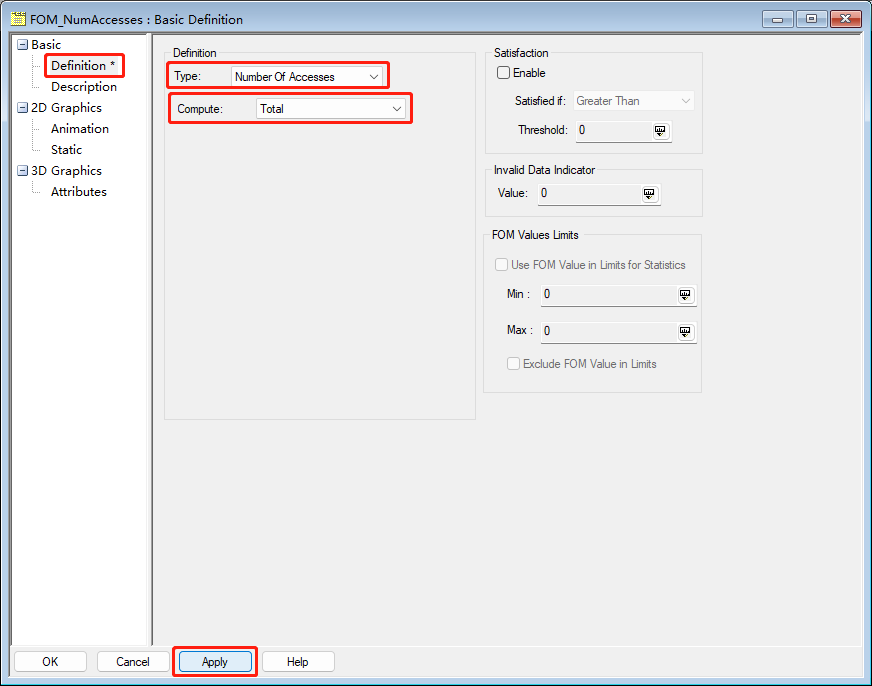 FOM_NumAccesses : Basic Definition
Basic
Definition *
Description
2D Graphics
Animation
Static
3D Graphics
Attributes
Definition
Type: Number Of Accesses
Compute: Total
Satisfaction
Enable
Satisfied if: Greater Than
Threshold: 0
Invalid Data Indicator
Value: 0
FOM Values Limits
Use FOM Value in Limits for Statistics
Min : 0
Max : 0
Exclude FOM Value in Limits
OK Cancel Apply Help